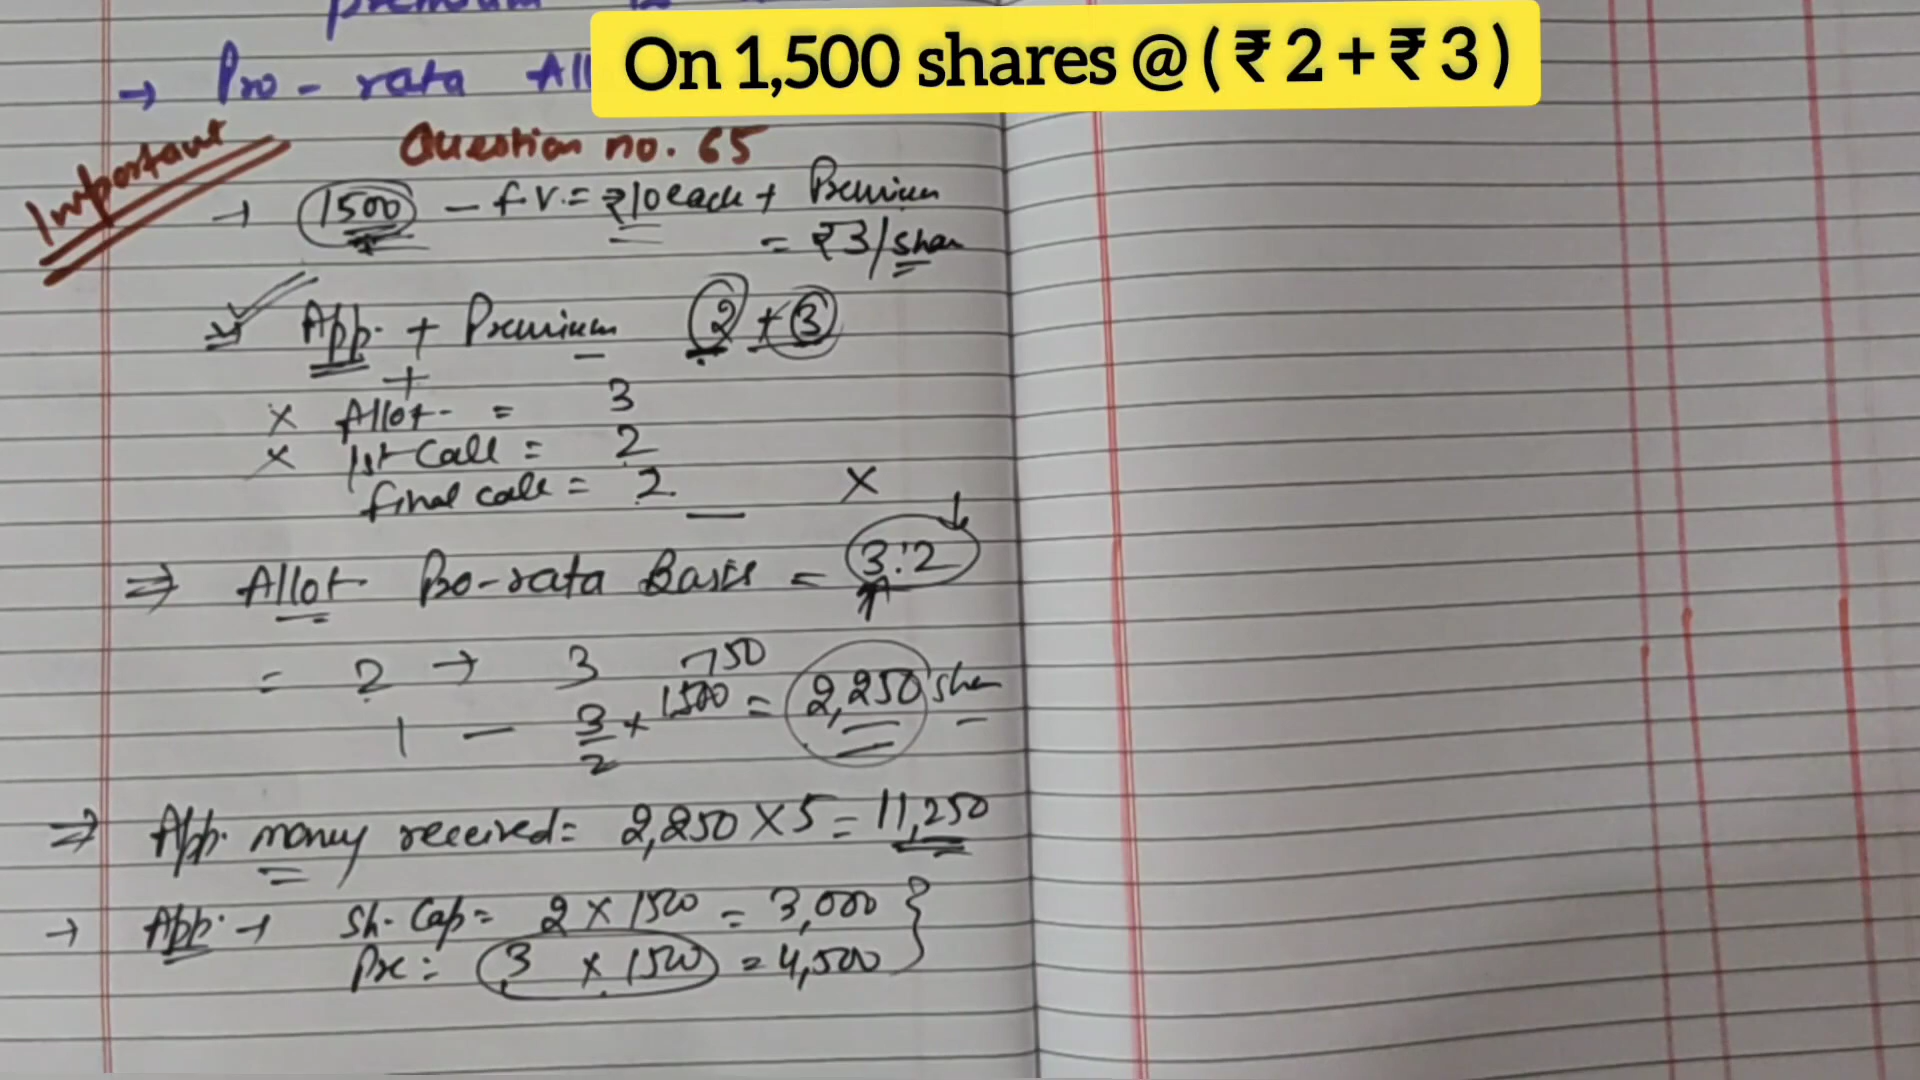 On 1,500 shares @ ( ₹ 2 + ₹ 3 )
→ Pro - rata All
Important
Question no. 65
→ 1500 - f.V. = ₹10 each + Premium
= ₹3/share
App. + Premium 2 + 3
+
x Allot - = 3
x 1st Call = 2
final call = 2. x
⇒ Allot. Pro-rata Basis = 3:2
= 2 → 3 750
1 - 3/2 x 1500 = 2,250 share
⇒ App. money received = 2,250 x 5 = 11,250
→ App. → Sh. Cap = 2 x 1500 = 3,000 }
Pre = 3 x 1500 = 4,500